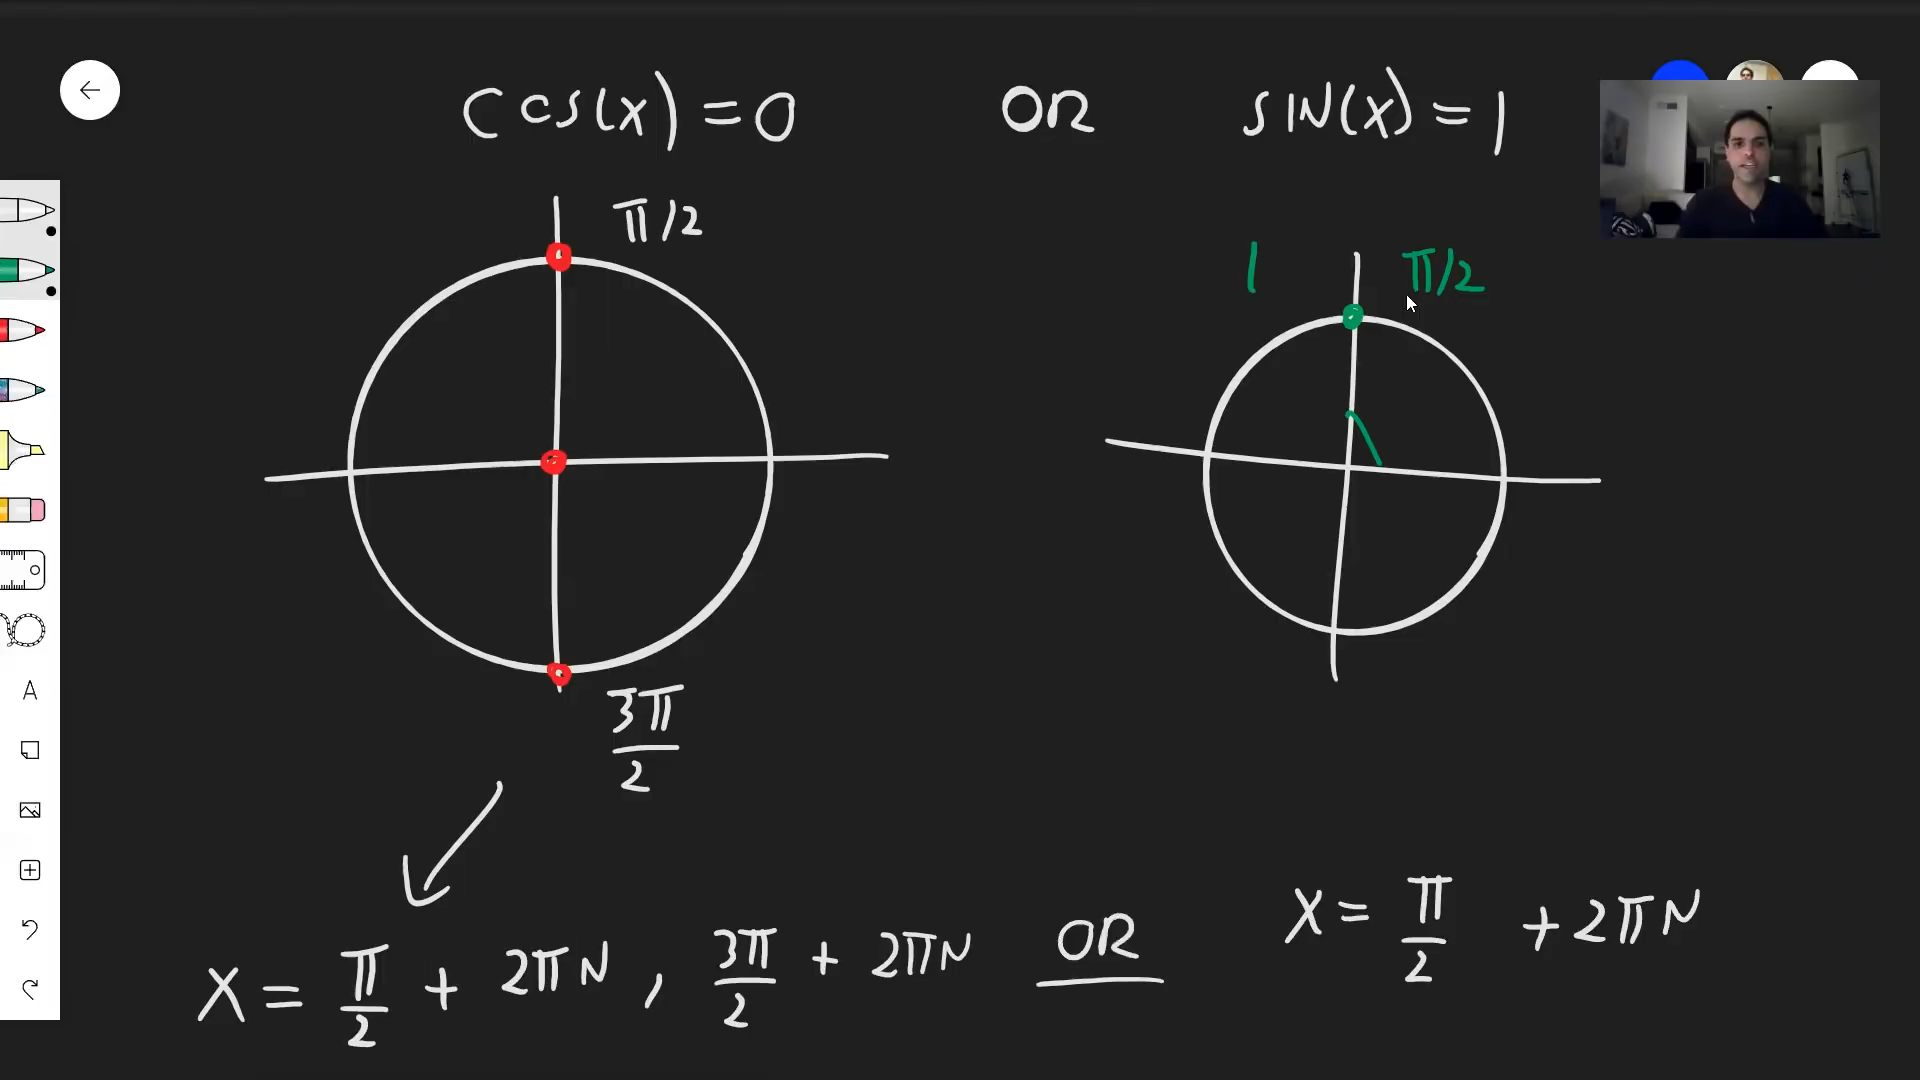 cos(x) = 0 OR SIN(x) = 1
π/2
1 π/2
3π/2
X = π/2 + 2πN, 3π/2 + 2πN OR X = π/2 + 2πN
A